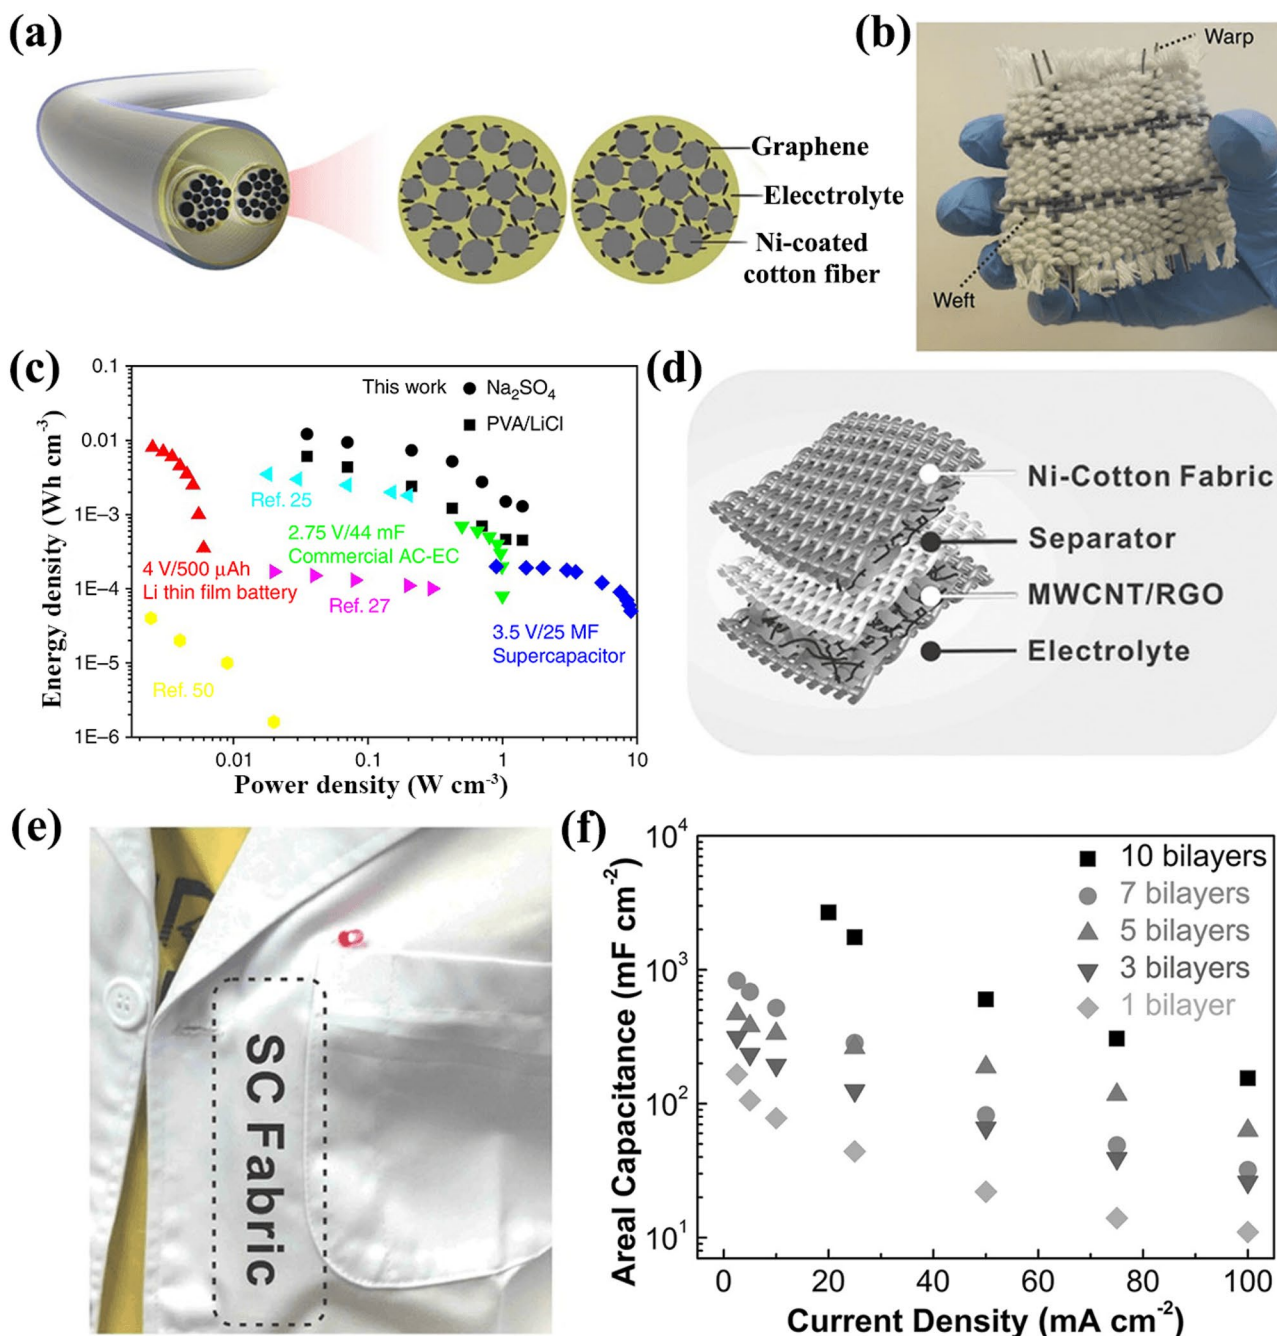 (a)
Graphene
Elecctrolyte
Ni-coated
cotton fiber
(b)
Warp
Weft
(c)
Energy density (Wh cm⁻³)
0.1
0.01
1E−3
1E−4
1E−5
1E−6
This work
Na₂SO₄
PVA/LiCl
Ref. 25
2.75 V/44 mF
Commercial AC-EC
4 V/500 μAh
Li thin film battery
Ref. 27
3.5 V/25 MF
Supercapacitor
Ref. 50
0.01
0.1
1
10
Power density (W cm⁻³)
(d)
Ni-Cotton Fabric
Separator
MWCNT/RGO
Electrolyte
(e)
SC Fabric
(f)
Areal Capacitance (mF cm⁻²)
10⁴
10³
10²
10¹
10 bilayers
7 bilayers
5 bilayers
3 bilayers
1 bilayer
0
20
40
60
80
100
Current Density (mA cm⁻²)